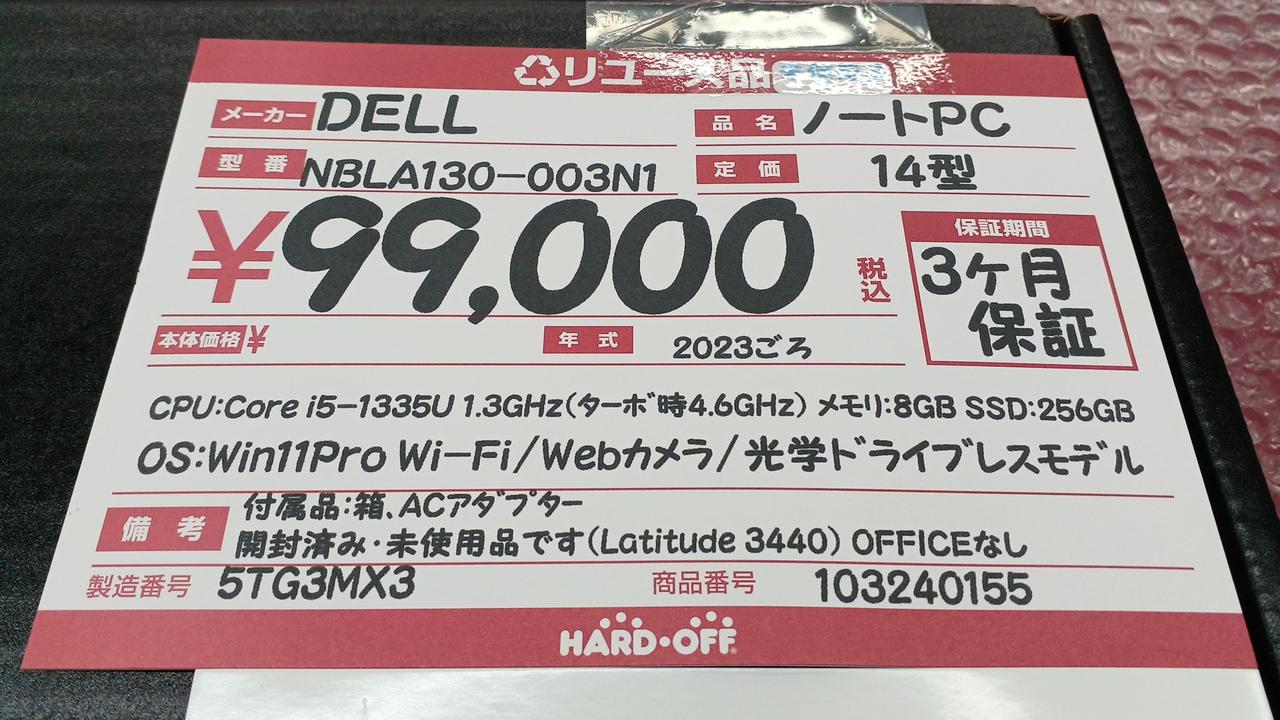 リユース品
メーカー DELL 品名 ノートPC
型番 NBLA130-003N1 定価 14型
¥99,000 税込
保証期間
3ケ月
保証
本体価格¥ 年式 2023ごろ
CPU:Core i5-1335U 1.3GHz(ターボ時4.6GHz) メモリ:8GB SSD:256GB
OS:Win11Pro Wi-Fi/Webカメラ/光学ドライブレスモデル
備考 付属品:箱、ACアダプター
開封済み・未使用品です(Latitude 3440) OFFICEなし
製造番号 5TG3MX3 商品番号 103240155
HARD・OFF